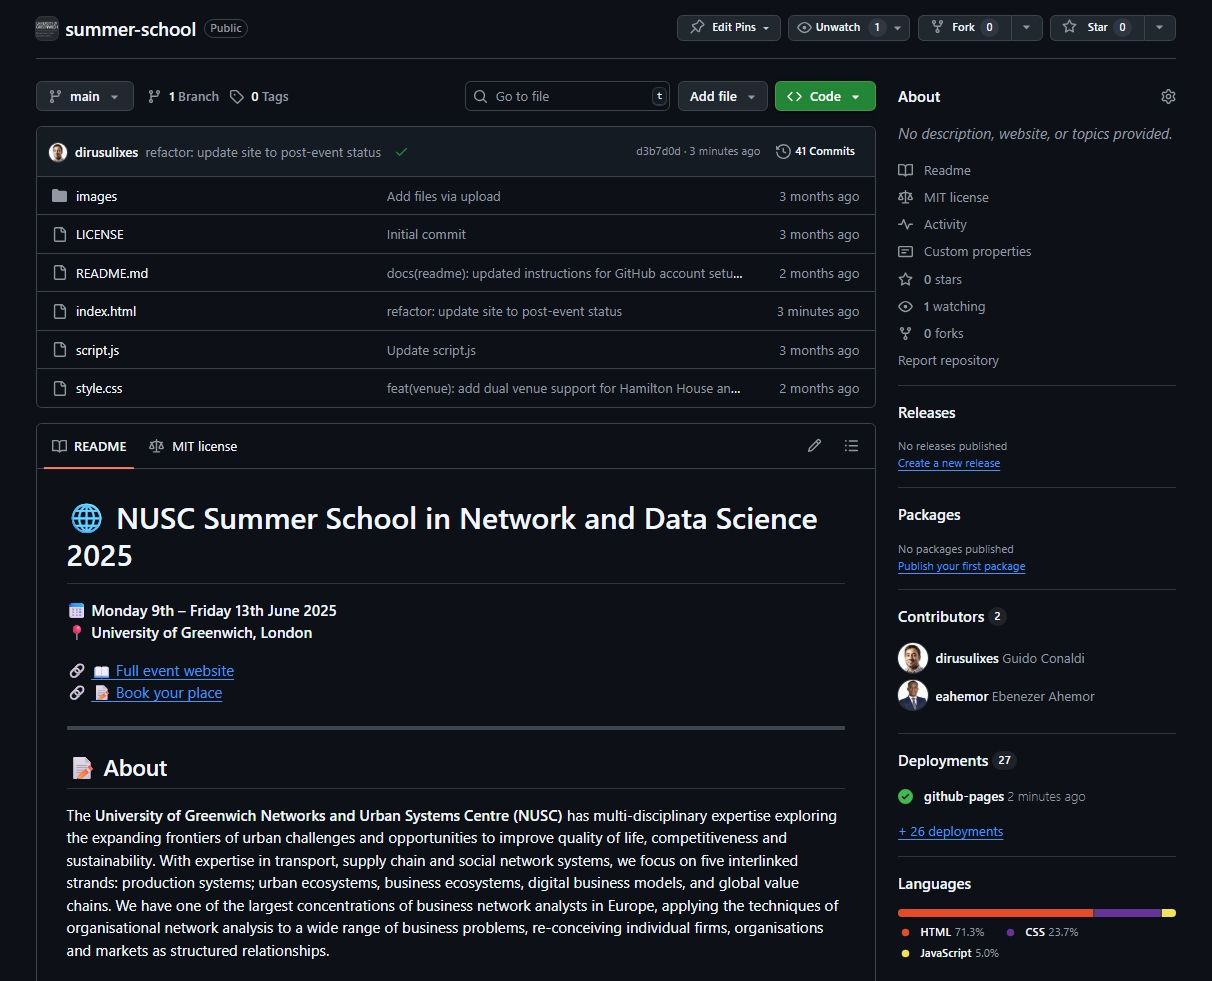 summer-school Public Edit Pins Unwatch 1 Fork 0 Star 0
main 1 Branch 0 Tags Go to file t Add file Code
dirusulixes refactor: update site to post-event status d3b7d0d · 3 minutes ago 41 Commits
images Add files via upload 3 months ago
LICENSE Initial commit 3 months ago
README.md docs(readme): updated instructions for GitHub account setu... 2 months ago
index.html refactor: update site to post-event status 3 minutes ago
script.js Update script.js 3 months ago
style.css feat(venue): add dual venue support for Hamilton House an... 2 months ago
README MIT license
NUSC Summer School in Network and Data Science
2025
Monday 9th – Friday 13th June 2025
University of Greenwich, London
Full event website
Book your place
About
The University of Greenwich Networks and Urban Systems Centre (NUSC) has multi-disciplinary expertise exploring
the expanding frontiers of urban challenges and opportunities to improve quality of life, competitiveness and
sustainability. With expertise in transport, supply chain and social network systems, we focus on five interlinked
strands: production systems; urban ecosystems, business ecosystems, digital business models, and global value
chains. We have one of the largest concentrations of business network analysts in Europe, applying the techniques of
organisational network analysis to a wide range of business problems, re-conceiving individual firms, organisations
and markets as structured relationships.
About
No description, website, or topics provided.
Readme
MIT license
Activity
Custom properties
0 stars
1 watching
0 forks
Report repository
Releases
No releases published
Create a new release
Packages
No packages published
Publish your first package
Contributors 2
dirusulixes Guido Conaldi
eahemor Ebenezer Ahemor
Deployments 27
github-pages 2 minutes ago
+ 26 deployments
Languages
HTML 71.3% CSS 23.7%
JavaScript 5.0%